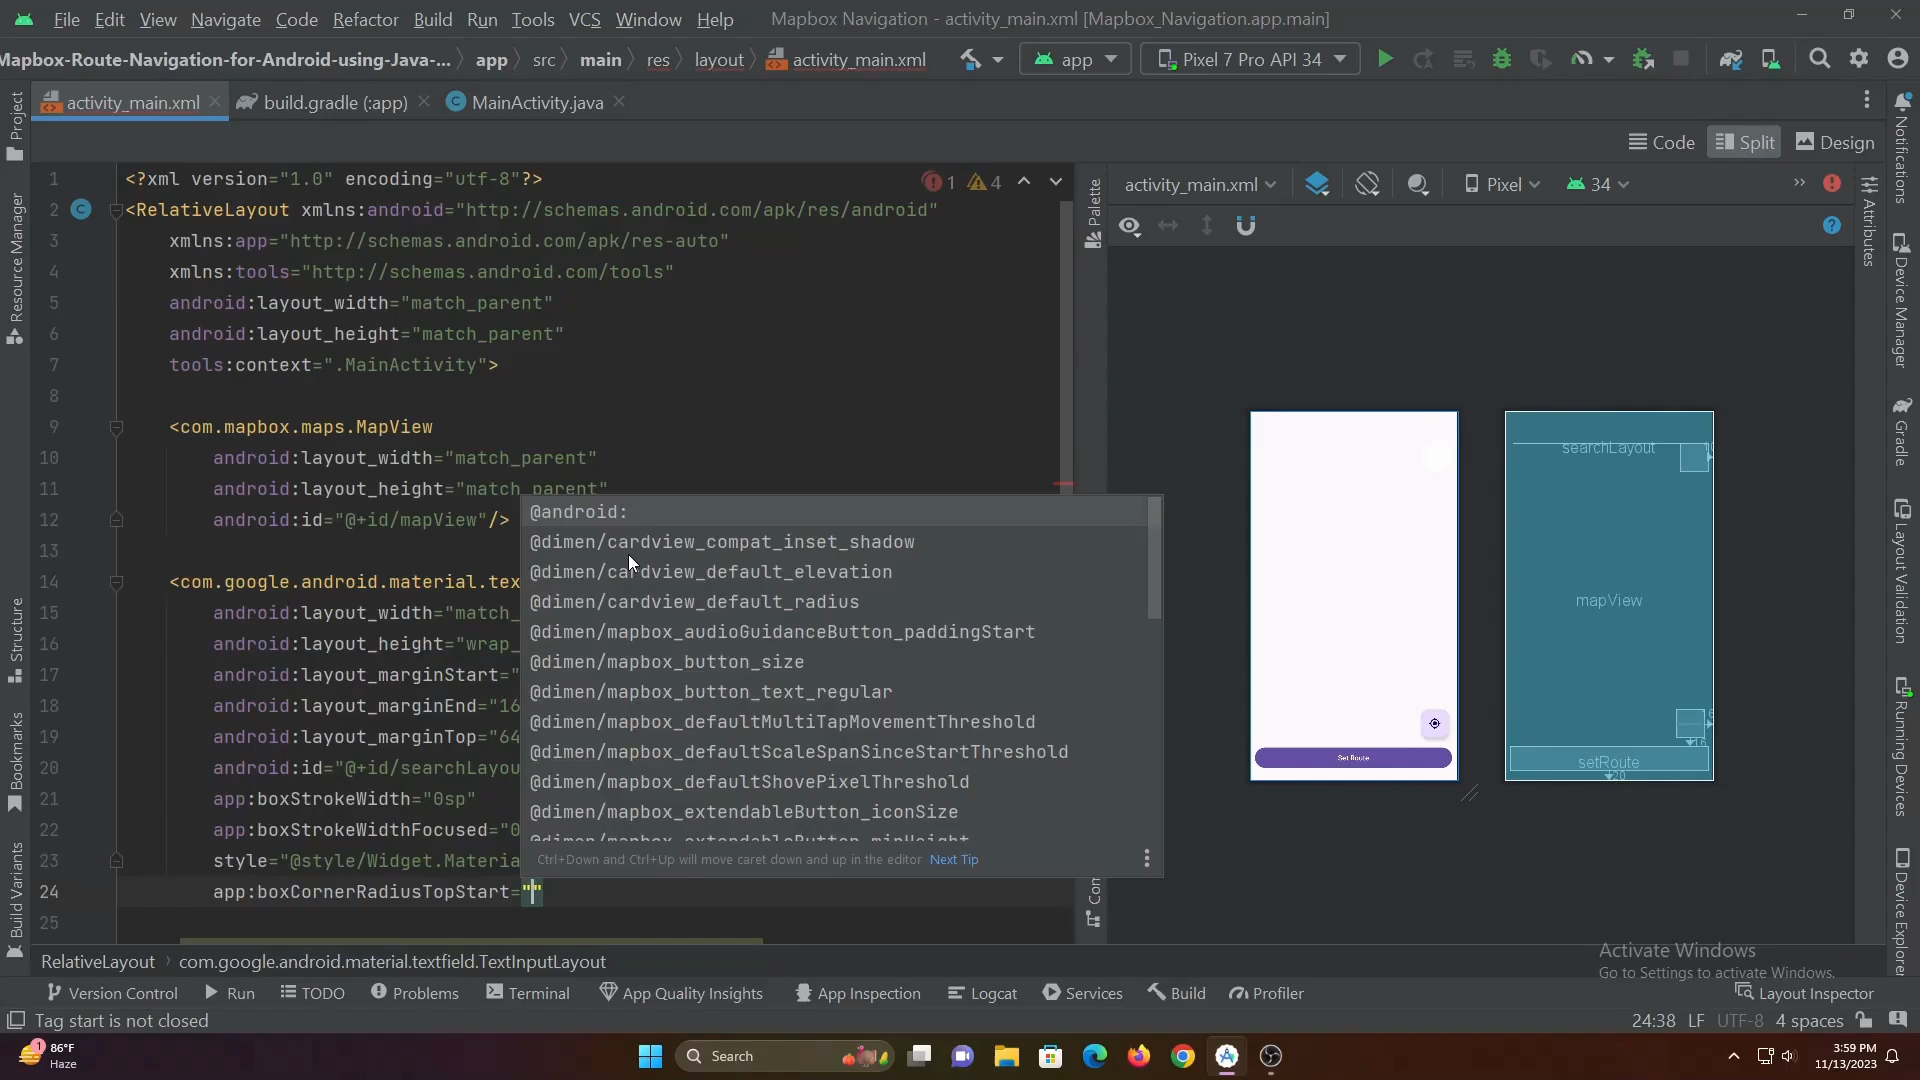 File Edit View Navigate Code Refactor Build Run Tools VCS Window Help Mapbox Navigation - activity_main.xml [Mapbox_Navigation.app.main]
Mapbox-Route-Navigation-for-Android-using-Java-... app src main res layout activity_main.xml app Pixel 7 Pro API 34
activity_main.xml build.gradle (:app) MainActivity.java
Code Split Design
1 <?xml version="1.0" encoding="utf-8"?>
1 4
activity_main.xml Pixel 34
2 <RelativeLayout xmlns:android="http://schemas.android.com/apk/res/android"
3 xmlns:app="http://schemas.android.com/apk/res-auto"
4 xmlns:tools="http://schemas.android.com/tools"
5 android:layout_width="match_parent"
6 android:layout_height="match_parent"
7 tools:context=".MainActivity">
8
9 <com.mapbox.maps.MapView
10 android:layout_width="match_parent"
11 android:layout_height="match_parent"
12 android:id="@+id/mapView"/>
13
14 <com.google.android.material.tex
15 android:layout_width="match_
16 android:layout_height="wrap_
17 android:layout_marginStart="
18 android:layout_marginEnd="16
19 android:layout_marginTop="64
20 android:id="@+id/searchLayou
21 app:boxStrokeWidth="0sp"
22 app:boxStrokeWidthFocused="0
23 style="@style/Widget.Materia
24 app:boxCornerRadiusTopStart=""
25
@android:
@dimen/cardview_compat_inset_shadow
@dimen/cardview_default_elevation
@dimen/cardview_default_radius
@dimen/mapbox_audioGuidanceButton_paddingStart
@dimen/mapbox_button_size
@dimen/mapbox_button_text_regular
@dimen/mapbox_defaultMultiTapMovementThreshold
@dimen/mapbox_defaultScaleSpanSinceStartThreshold
@dimen/mapbox_defaultShovePixelThreshold
@dimen/mapbox_extendableButton_iconSize
@dimen/mapbox_extendableButton_minHeight
Ctrl+Down and Ctrl+Up will move caret down and up in the editor Next Tip
Set Route
searchLayout
mapView
16
setRoute
20
Project
Resource Manager
Structure
Bookmarks
Build Variants
Palette
Com
Attributes
Notifications
Device Manager
Gradle
Layout Validation
Running Devices
Device Explorer
Activate Windows
Go to Settings to activate Windows.
RelativeLayout com.google.android.material.textfield.TextInputLayout
Version Control Run TODO Problems Terminal App Quality Insights App Inspection Logcat Services Build Profiler Layout Inspector
Tag start is not closed 24:38 LF UTF-8 4 spaces
1 86°F
Haze
Search
3:59 PM
11/13/2023